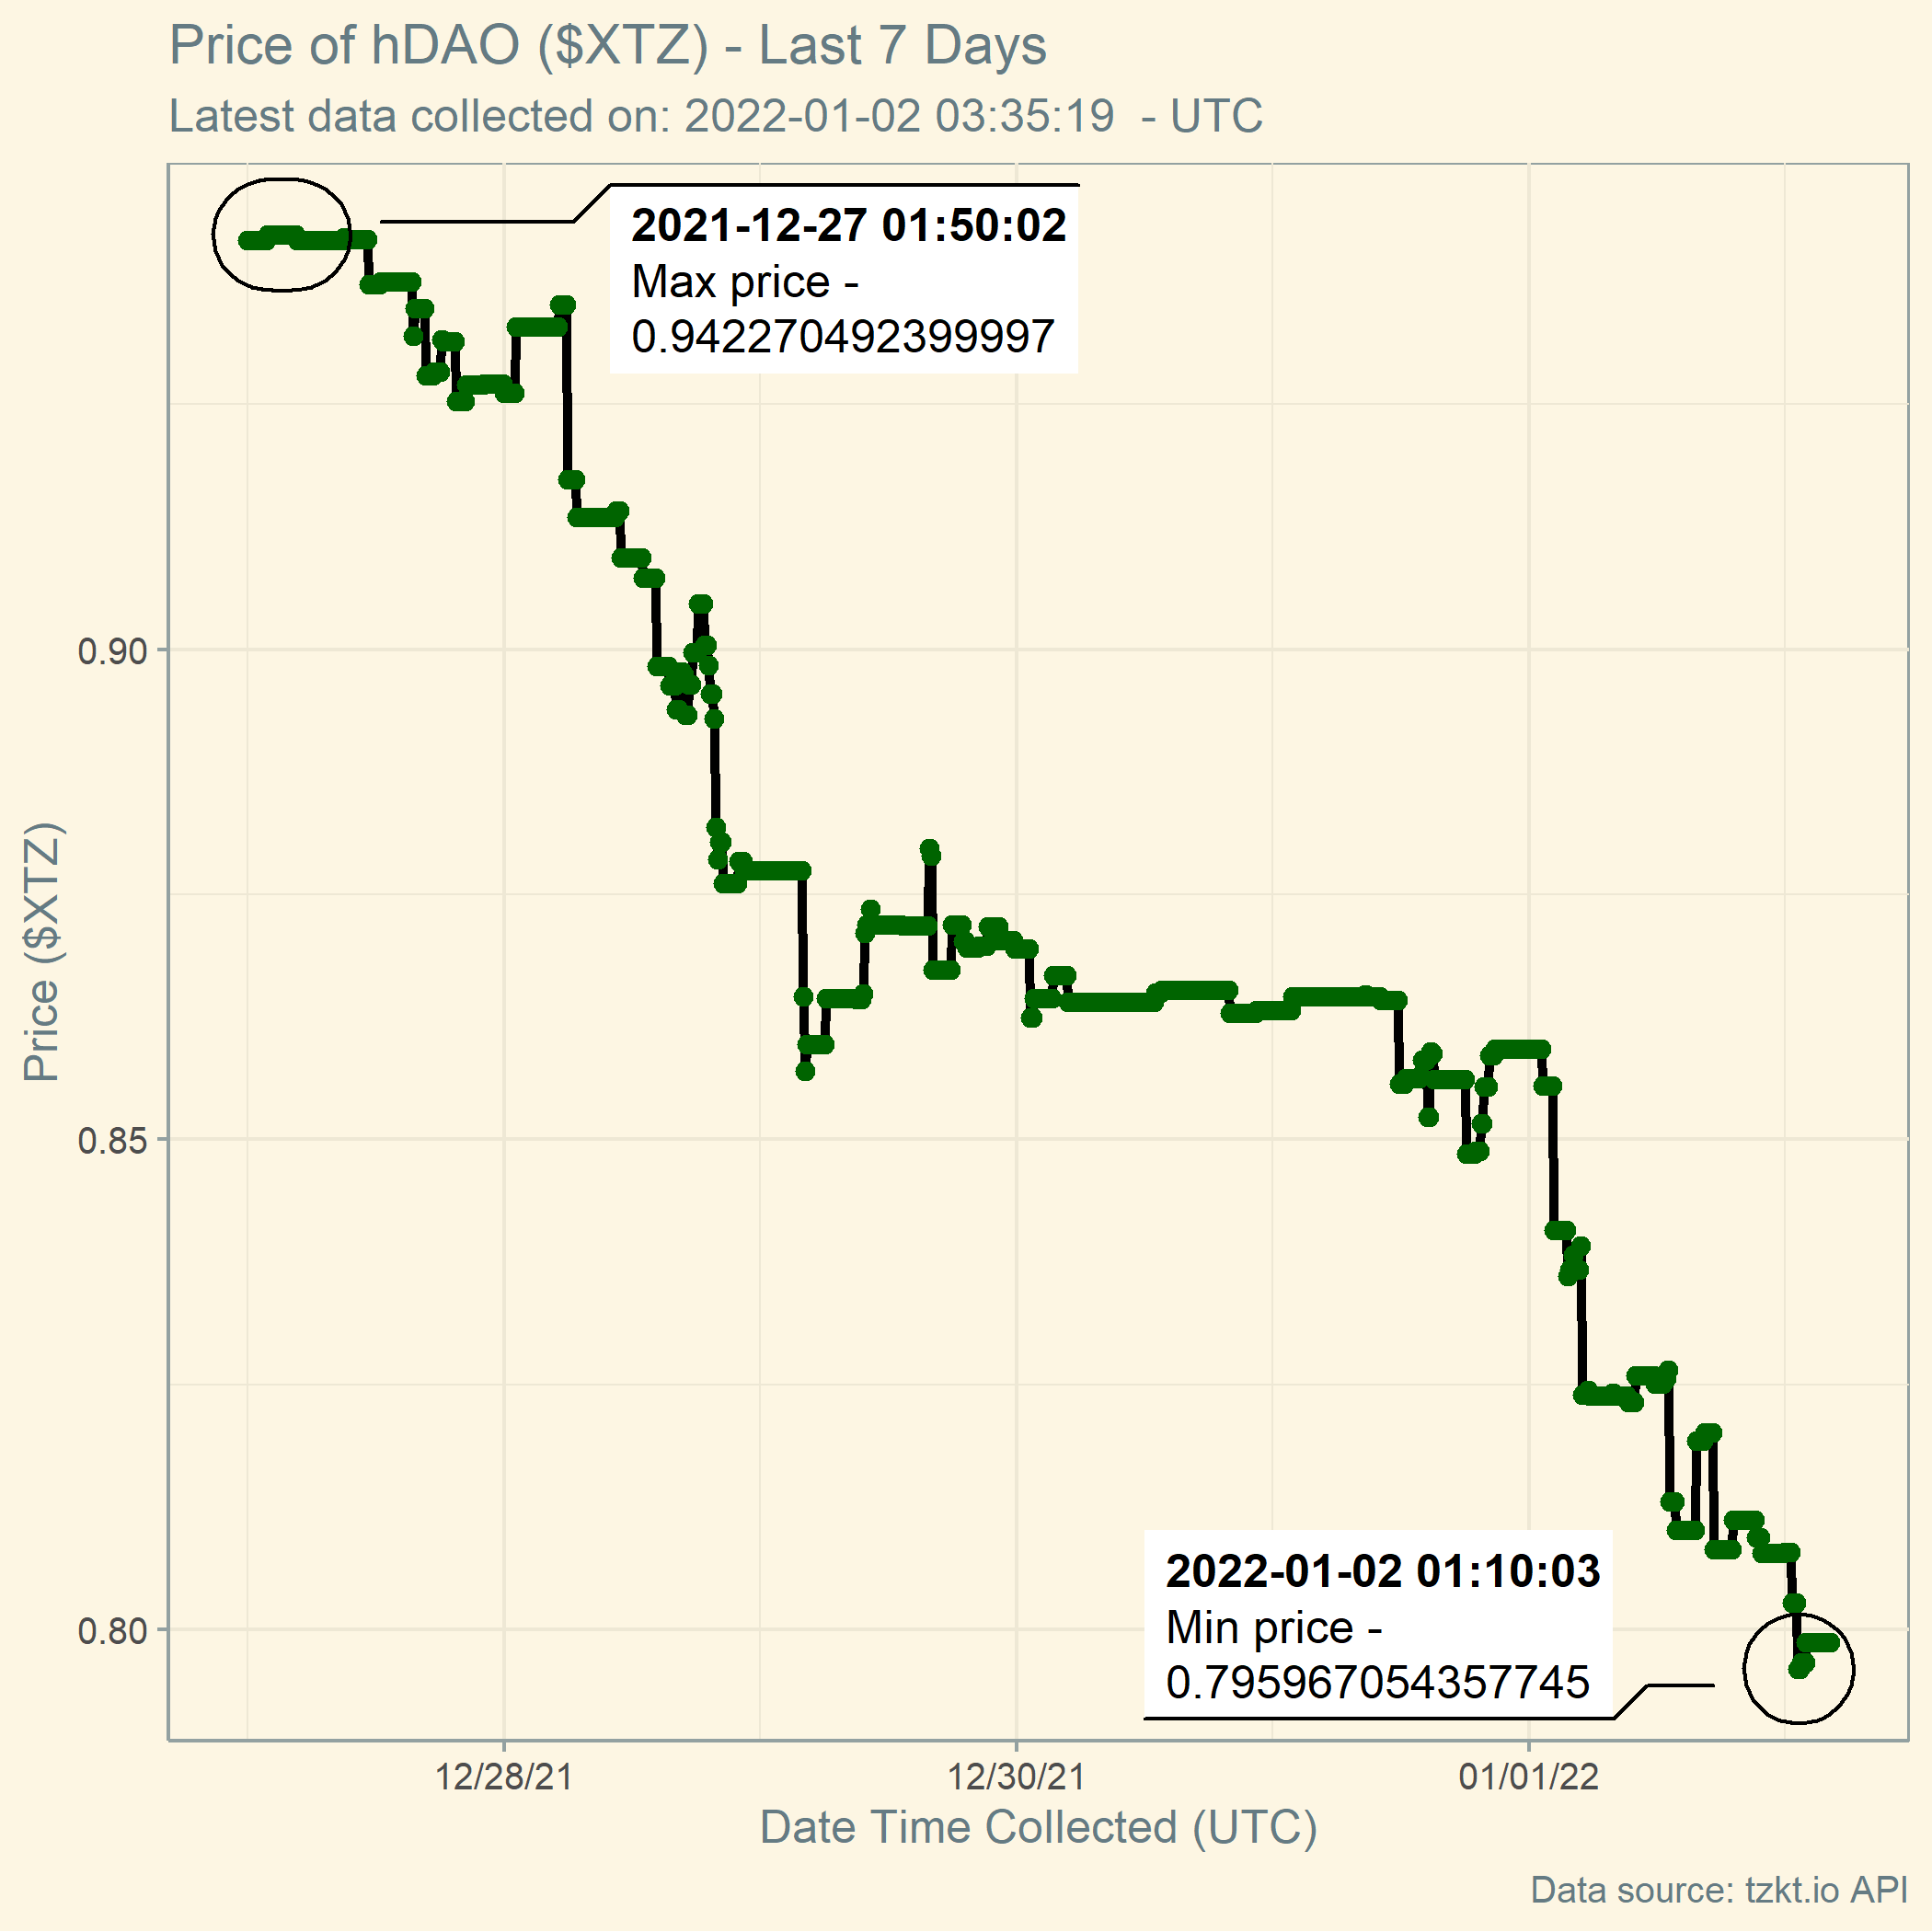 Price of hDAO ($XTZ) - Last 7 Days
Latest data collected on: 2022-01-02 03:35:19  - UTC
2021-12-27 01:50:02
Max price -
0.942270492399997
0.90
0.85
0.80
Price ($XTZ)
2022-01-02 01:10:03
Min price -
0.795967054357745
12/28/21
12/30/21
01/01/22
Date Time Collected (UTC)
Data source: tzkt.io API